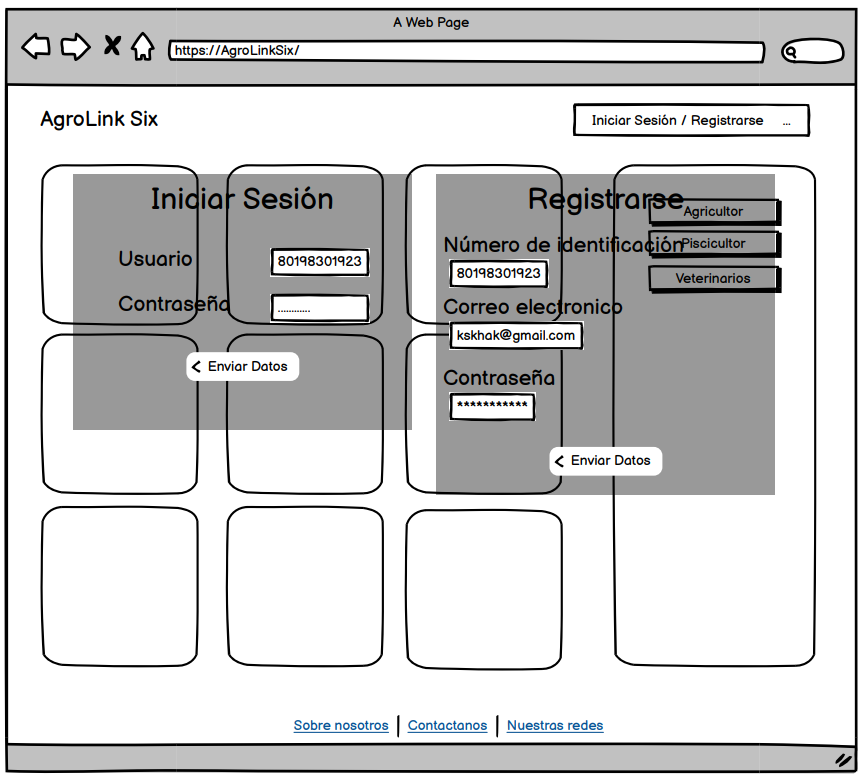 A Web Page
https://AgroLinkSix/
AgroLink Six
Iniciar Sesión / Registrarse ...
Iniciar Sesión
Usuario
80198301923
Contraseña
............
Enviar Datos
Registrarse
Número de identificación
80198301923
Correo electronico
kskhak@gmail.com
Contraseña
***********
Enviar Datos
Agricultor
Piscicultor
Veterinarios
Sobre nosotros | Contactanos | Nuestras redes